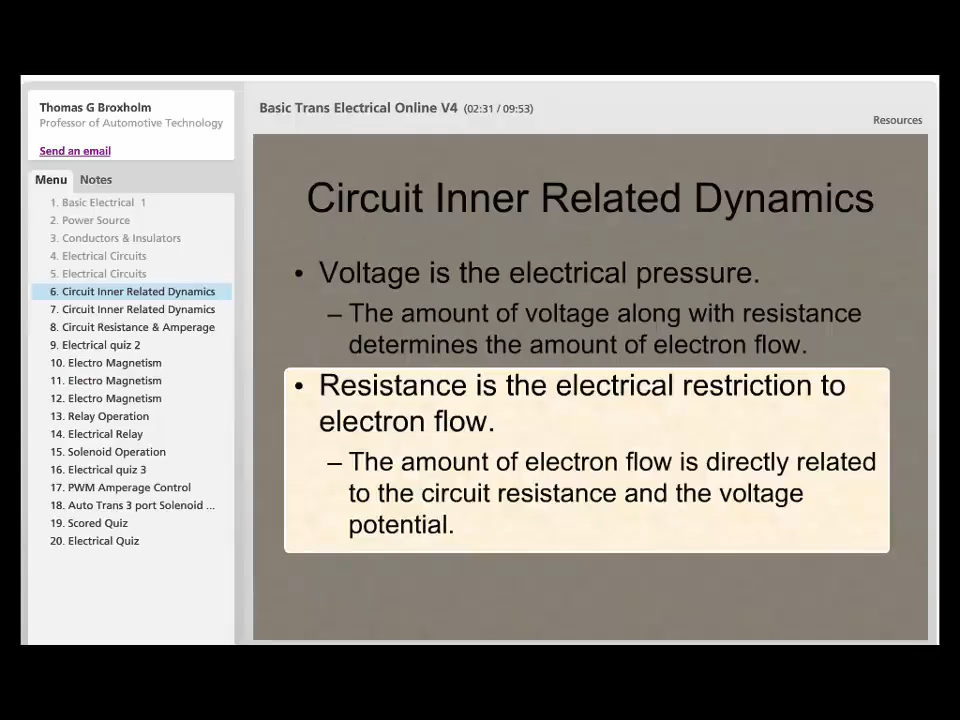 Thomas G Broxholm
Professor of Automotive Technology
Send an email
Menu Notes
1. Basic Electrical 1
2. Power Source
3. Conductors & Insulators
4. Electrical Circuits
5. Electrical Circuits
6. Circuit Inner Related Dynamics
7. Circuit Inner Related Dynamics
8. Circuit Resistance & Amperage
9. Electrical quiz 2
10. Electro Magnetism
11. Electro Magnetism
12. Electro Magnetism
13. Relay Operation
14. Electrical Relay
15. Solenoid Operation
16. Electrical quiz 3
17. PWM Amperage Control
18. Auto Trans 3 port Solenoid ...
19. Scored Quiz
20. Electrical Quiz
Basic Trans Electrical Online V4 (02:31 / 09:53)
Resources
Circuit Inner Related Dynamics
• Voltage is the electrical pressure.
– The amount of voltage along with resistance
determines the amount of electron flow.
• Resistance is the electrical restriction to
electron flow.
– The amount of electron flow is directly related
to the circuit resistance and the voltage
potential.